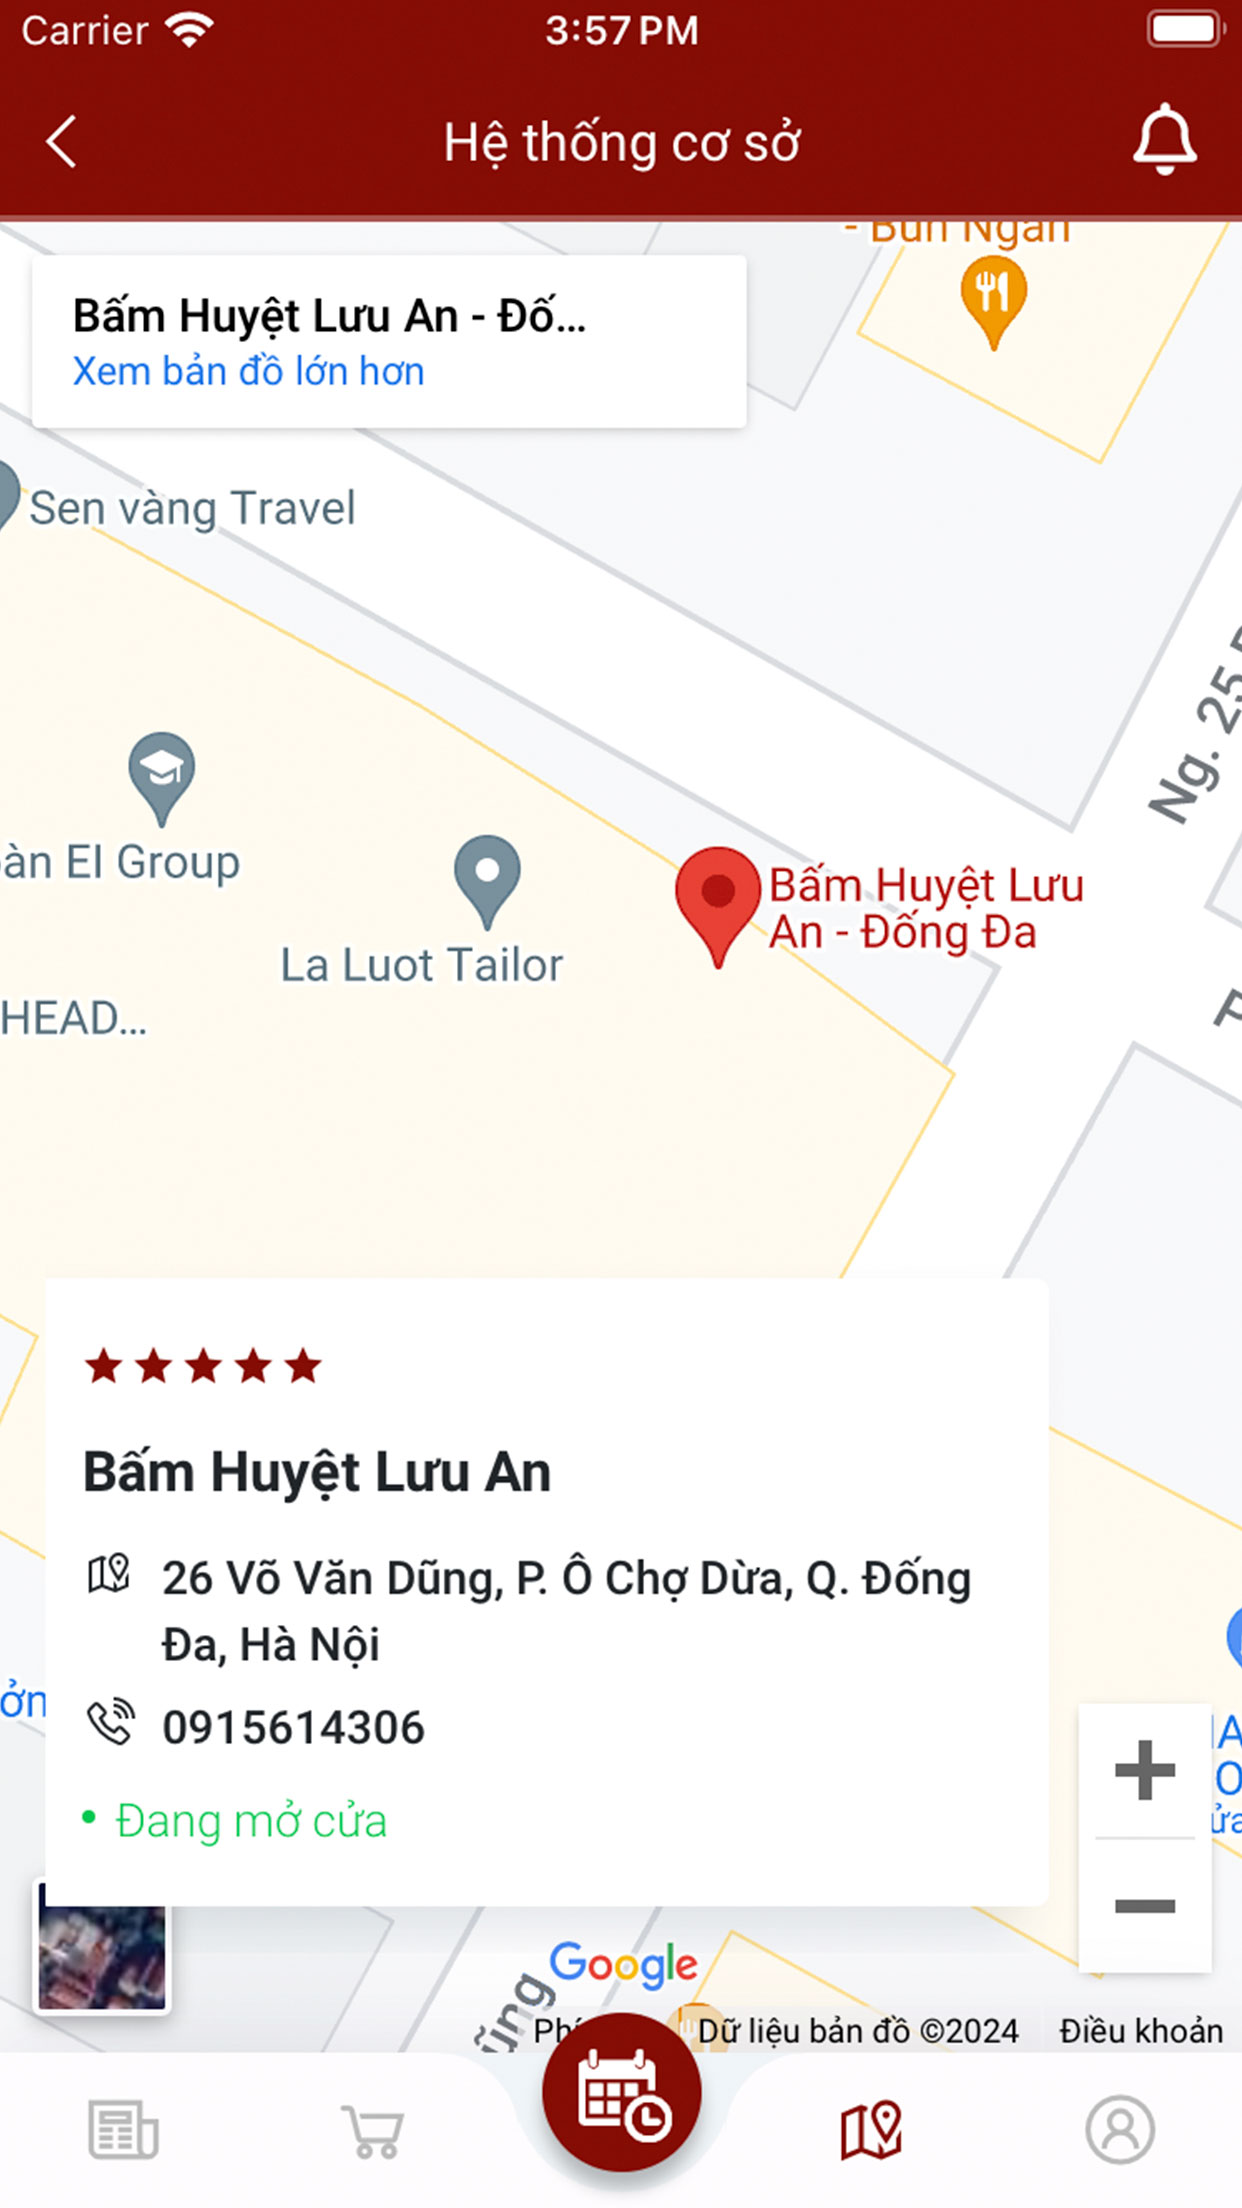 Carrier
3:57 PM
Hệ thống cơ sở
- Bún Ngan
Bấm Huyệt Lưu An - Đố...
Xem bản đồ lớn hơn
Sen vàng Travel
Ng. 25
àn EI Group
Bấm Huyệt Lưu
An - Đống Đa
La Luot Tailor
HEAD...
Bấm Huyệt Lưu An
26 Võ Văn Dũng, P. Ô Chợ Dừa, Q. Đống
Đa, Hà Nội
0915614306
Đang mở cửa
Google
Dữ liệu bản đồ ©2024
Điều khoản